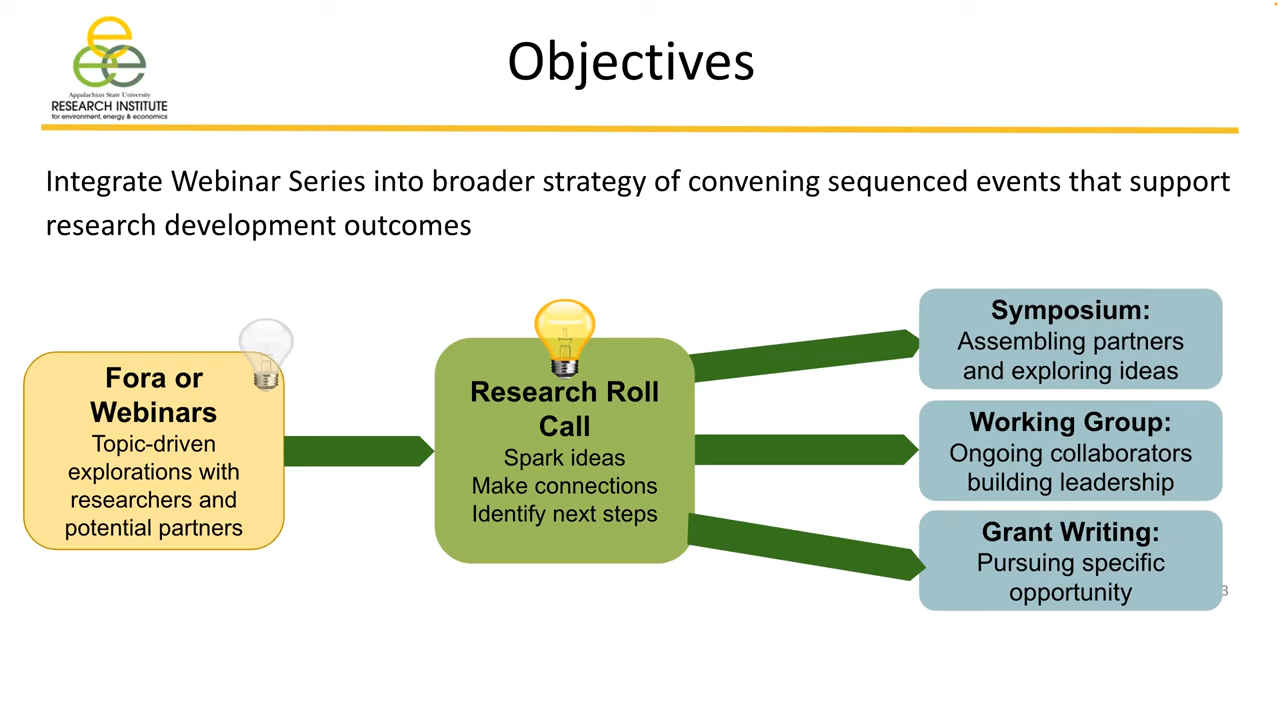 Appalachian State University
RESEARCH INSTITUTE
for environment, energy & economics
Objectives
Integrate Webinar Series into broader strategy of convening sequenced events that support
research development outcomes
Fora or
Webinars
Topic-driven
explorations with
researchers and
potential partners
Research Roll
Call
Spark ideas
Make connections
Identify next steps
Symposium:
Assembling partners
and exploring ideas
Working Group:
Ongoing collaborators
building leadership
Grant Writing:
Pursuing specific
opportunity
3